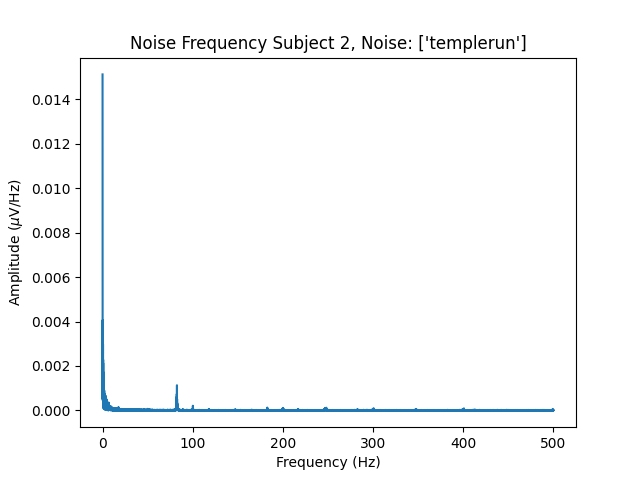 Noise Frequency Subject 2, Noise: ['templerun']
Amplitude (μV/Hz)
0.014
0.012
0.010
0.008
0.006
0.004
0.002
0.000
0 100 200 300 400 500
Frequency (Hz)